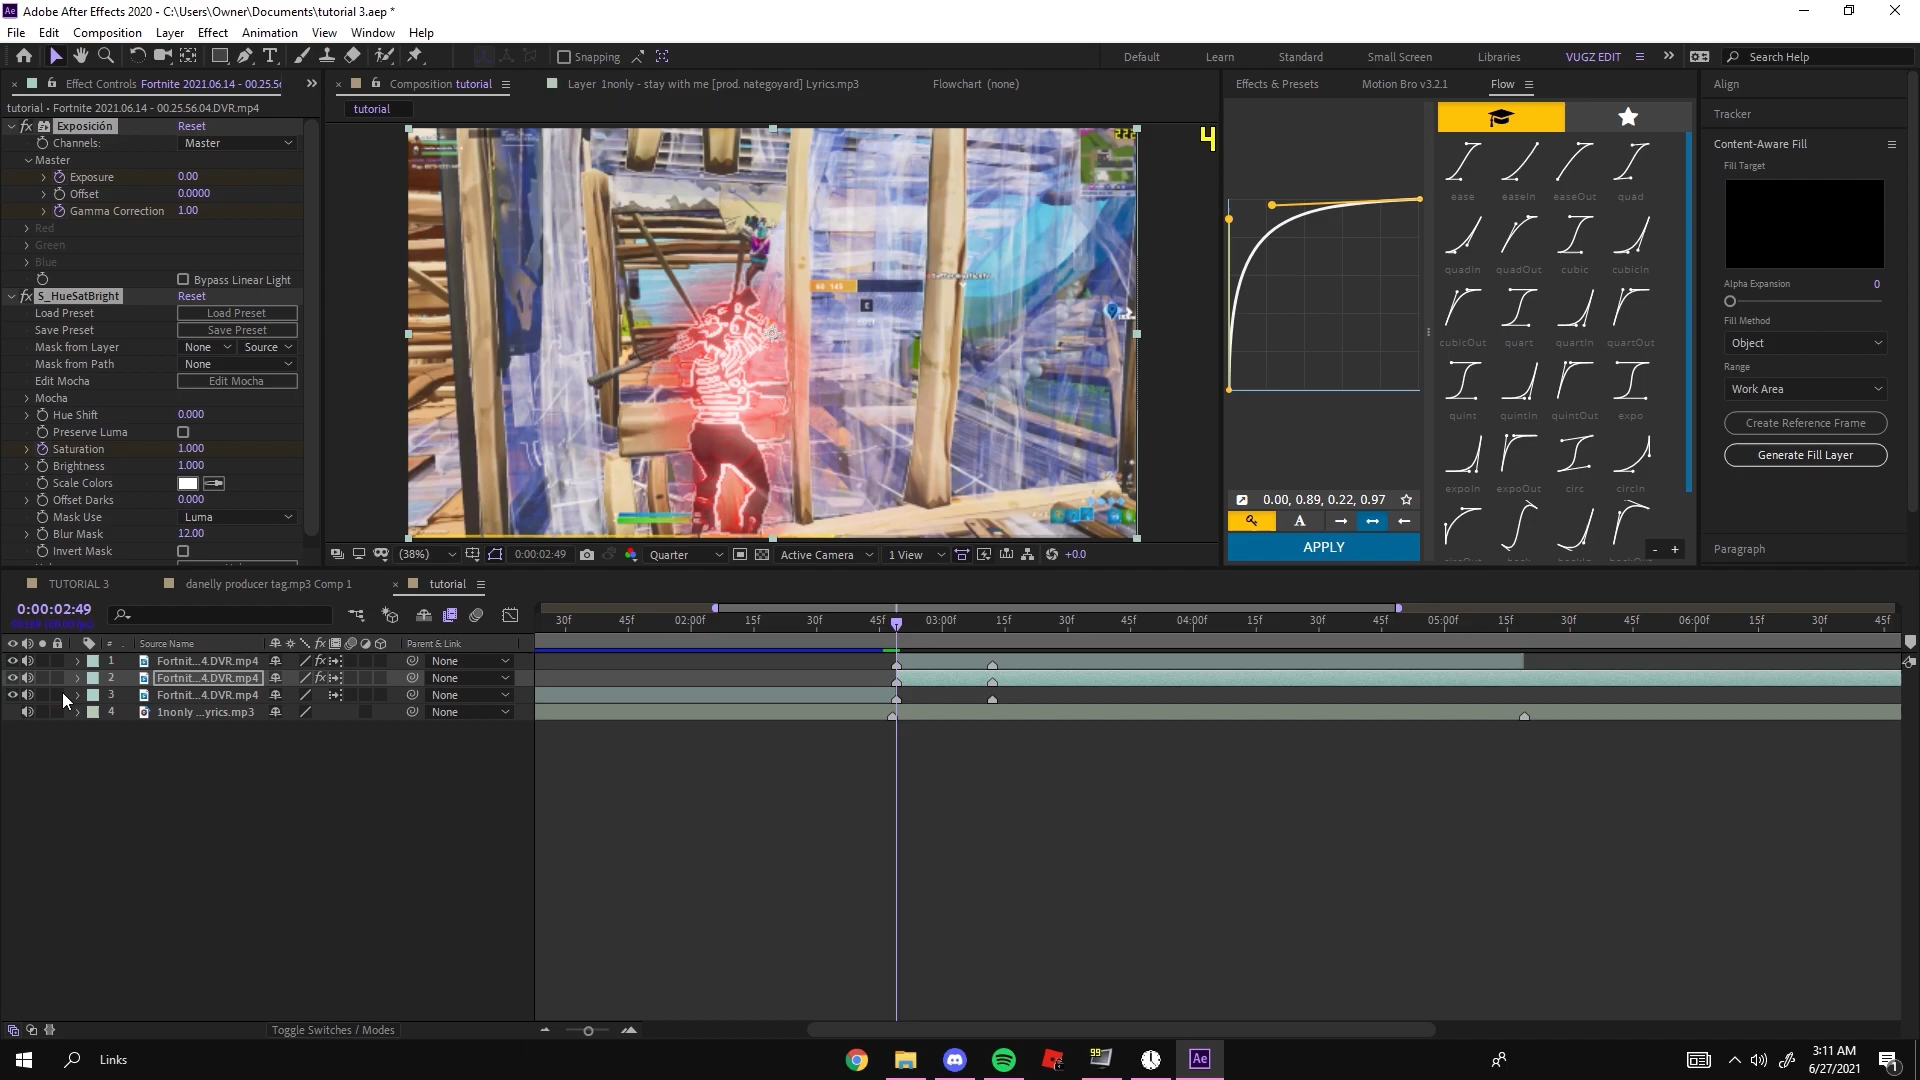 Adobe After Effects 2020 - C:\Users\Owner\Documents\tutorial 3.aep *
File Edit Composition Layer Effect Animation View Window Help
Snapping
Default Learn Standard Small Screen Libraries VUGZ EDIT Search Help
Effect Controls Fortnite 2021.06.14 - 00.25.5
Composition tutorial
Layer 1nonly - stay with me [prod. nategoyard] Lyrics.mp3
Flowchart (none)
Effects & Presets Motion Bro v3.2.1 Flow
Align
tutorial • Fortnite 2021.06.14 - 00.25.56.04.DVR.mp4
tutorial
Tracker
Exposición Reset
Channels: Master
Master
Exposure 0.00
Offset 0.0000
Gamma Correction 1.00
Red
Green
Blue
Bypass Linear Light
S_HueSatBright Reset
Load Preset Load Preset
Save Preset Save Preset
Mask from Layer None Source
Mask from Path None
Edit Mocha Edit Mocha
Mocha
Hue Shift 0.000
Preserve Luma
Saturation 1.000
Brightness 1.000
Scale Colors
Offset Darks 0.000
Mask Use Luma
Blur Mask 12.00
Invert Mask
4
60 145
E
(38%) 0:00:02:49 Quarter Active Camera 1 View +0.0
ease easeIn easeOut quad
quadIn quadOut cubic cubicIn
cubicOut quart quartIn quartOut
quint quintIn quintOut expo
expoIn expoOut circ circIn
0.00, 0.89, 0.22, 0.97
A
APPLY
- +
Content-Aware Fill
Fill Target
Alpha Expansion 0
Fill Method
Object
Range
Work Area
Create Reference Frame
Generate Fill Layer
Paragraph
TUTORIAL 3 danelly producer tag.mp3 Comp 1 tutorial
0:00:02:49
30f 45f 02:00f 15f 30f 45f 03:00f 15f 30f 45f 04:00f 15f 30f 45f 05:00f 15f 30f 45f 06:00f 15f 30f 45f
# Source Name Parent & Link
1 Fortnit...4.DVR.mp4 None
2 Fortnit...4.DVR.mp4 None
3 Fortnit...4.DVR.mp4 None
4 1nonly ...yrics.mp3 None
Toggle Switches / Modes
Links
99
Ae
3:11 AM
6/27/2021
1